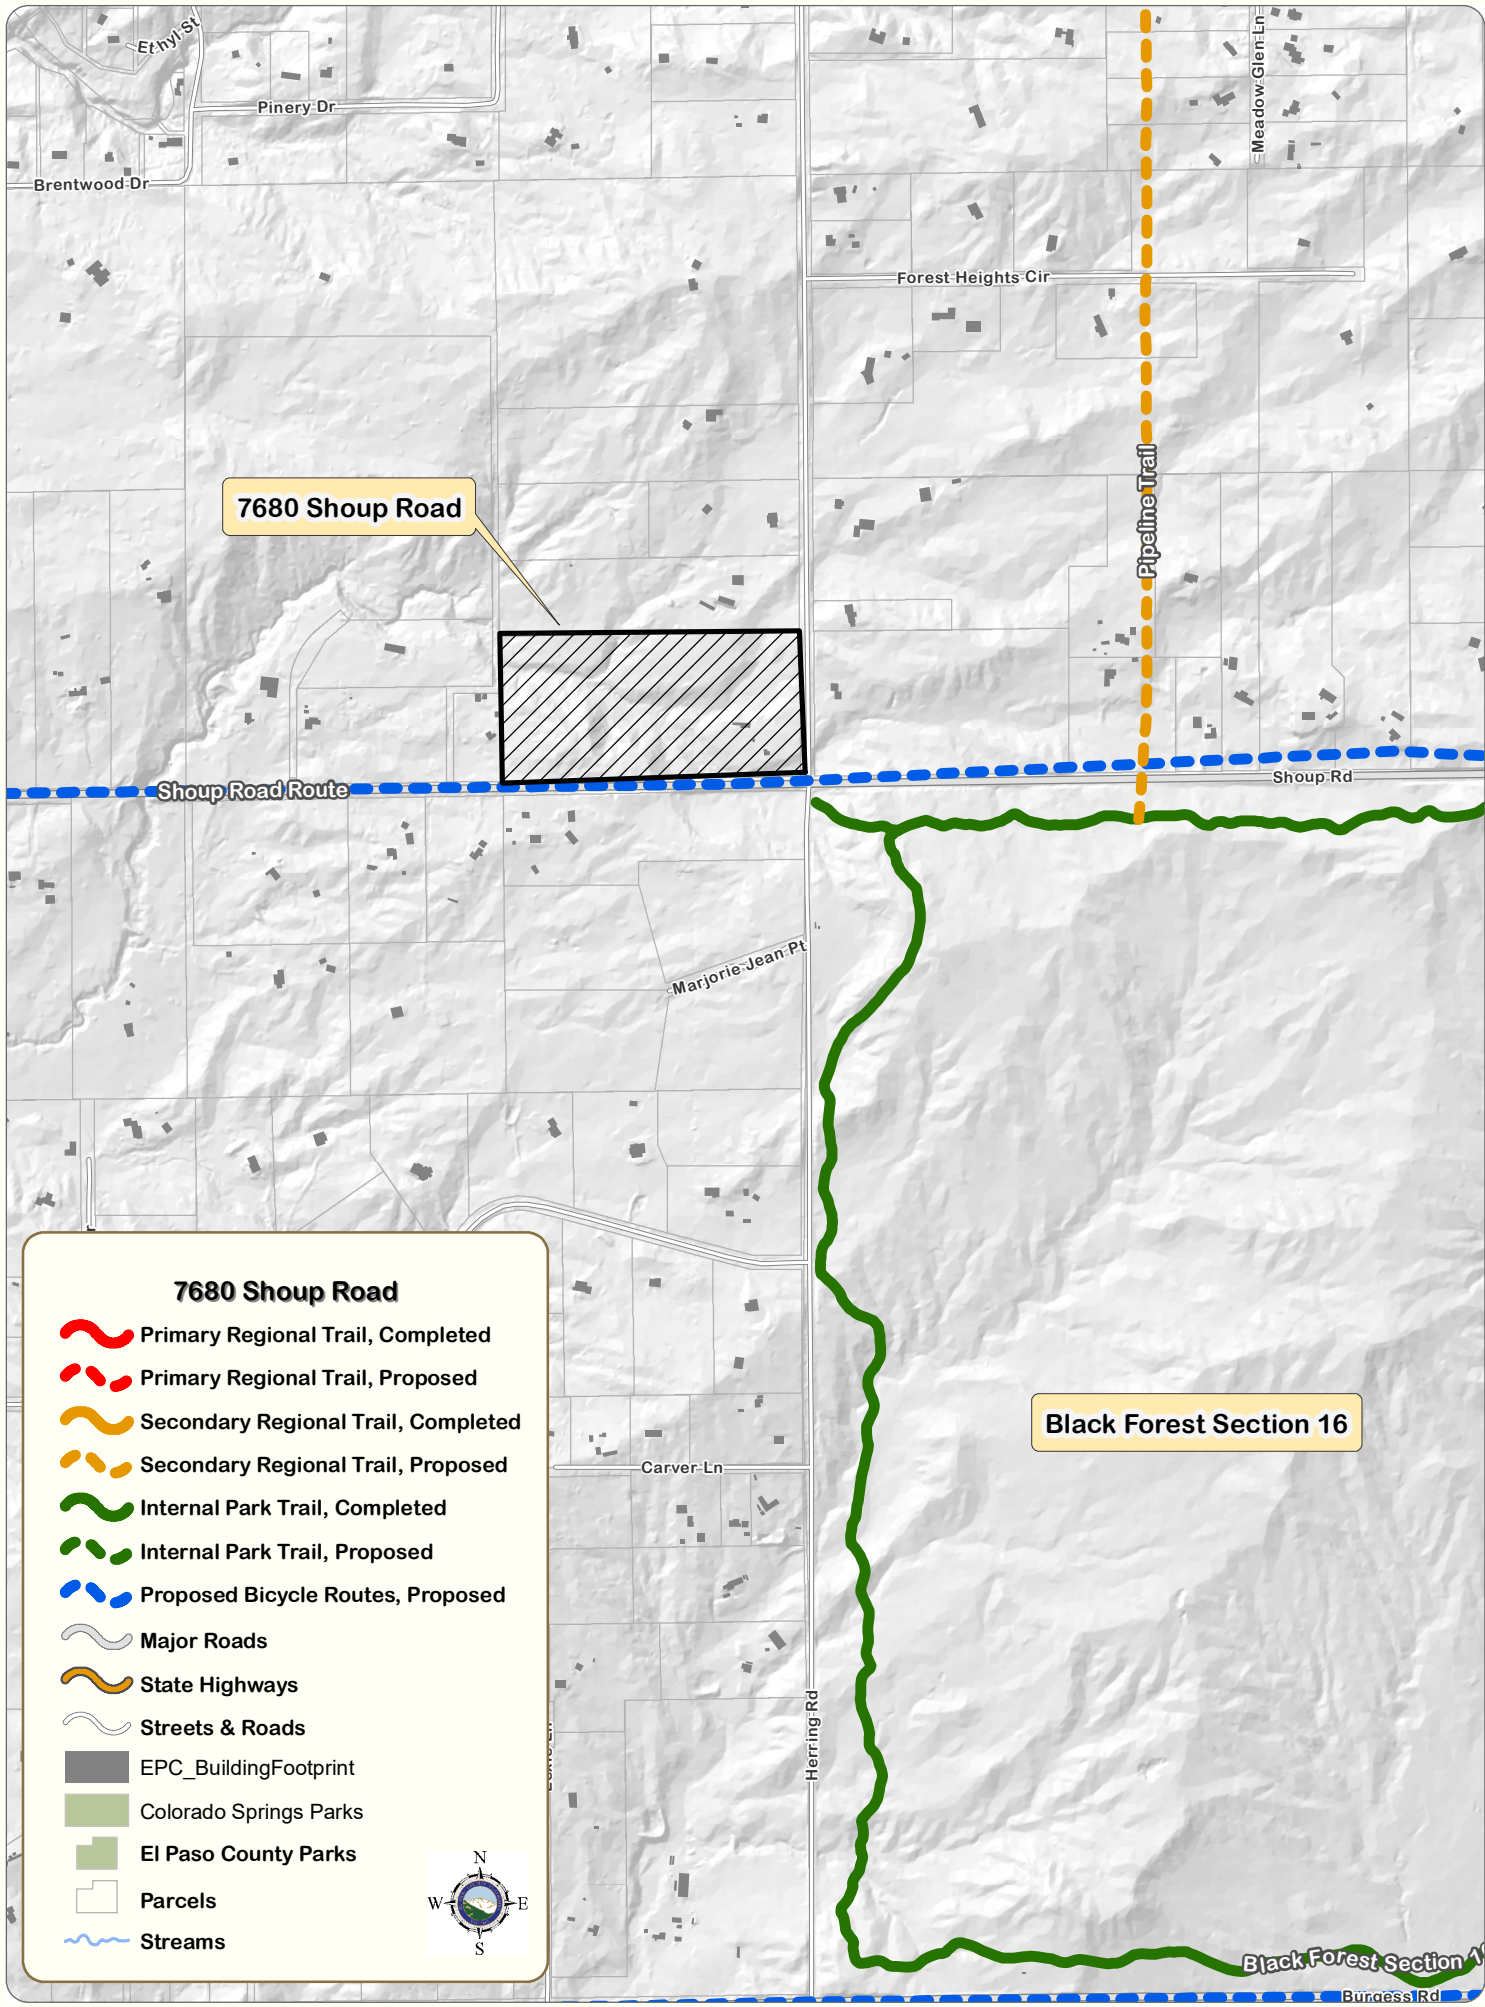 Ethyl St
Meadow Glen Ln
Pinery Dr
Brentwood Dr
Forest Heights Cir
Pipeline Trail
7680 Shoup Road
Shoup Rd
Shoup Road Route
Marjorie Jean Pt
7680 Shoup Road
Primary Regional Trail, Completed
Primary Regional Trail, Proposed
Secondary Regional Trail, Completed
Secondary Regional Trail, Proposed
Internal Park Trail, Completed
Internal Park Trail, Proposed
Proposed Bicycle Routes, Proposed
Major Roads
State Highways
Streets & Roads
EPC_BuildingFootprint
Colorado Springs Parks
El Paso County Parks
Parcels
Streams
N
W E
S
Black Forest Section 16
Carver Ln
Herring Rd
Black Forest Section
Burgess Rd